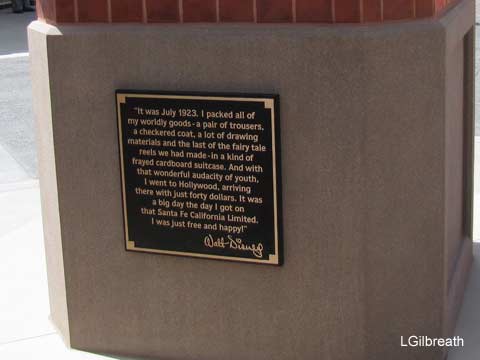 "It was July 1923. I packed all of
my worldly goods-a pair of trousers,
a checkered coat, a lot of drawing
materials and the last of the fairy tale
reels we had made-in a kind of
frayed cardboard suitcase. And with
that wonderful audacity of youth,
I went to Hollywood, arriving
there with just forty dollars. It was
a big day the day I got on
that Santa Fe California Limited.
I was just free and happy!"
Walt Disney
LGilbreath